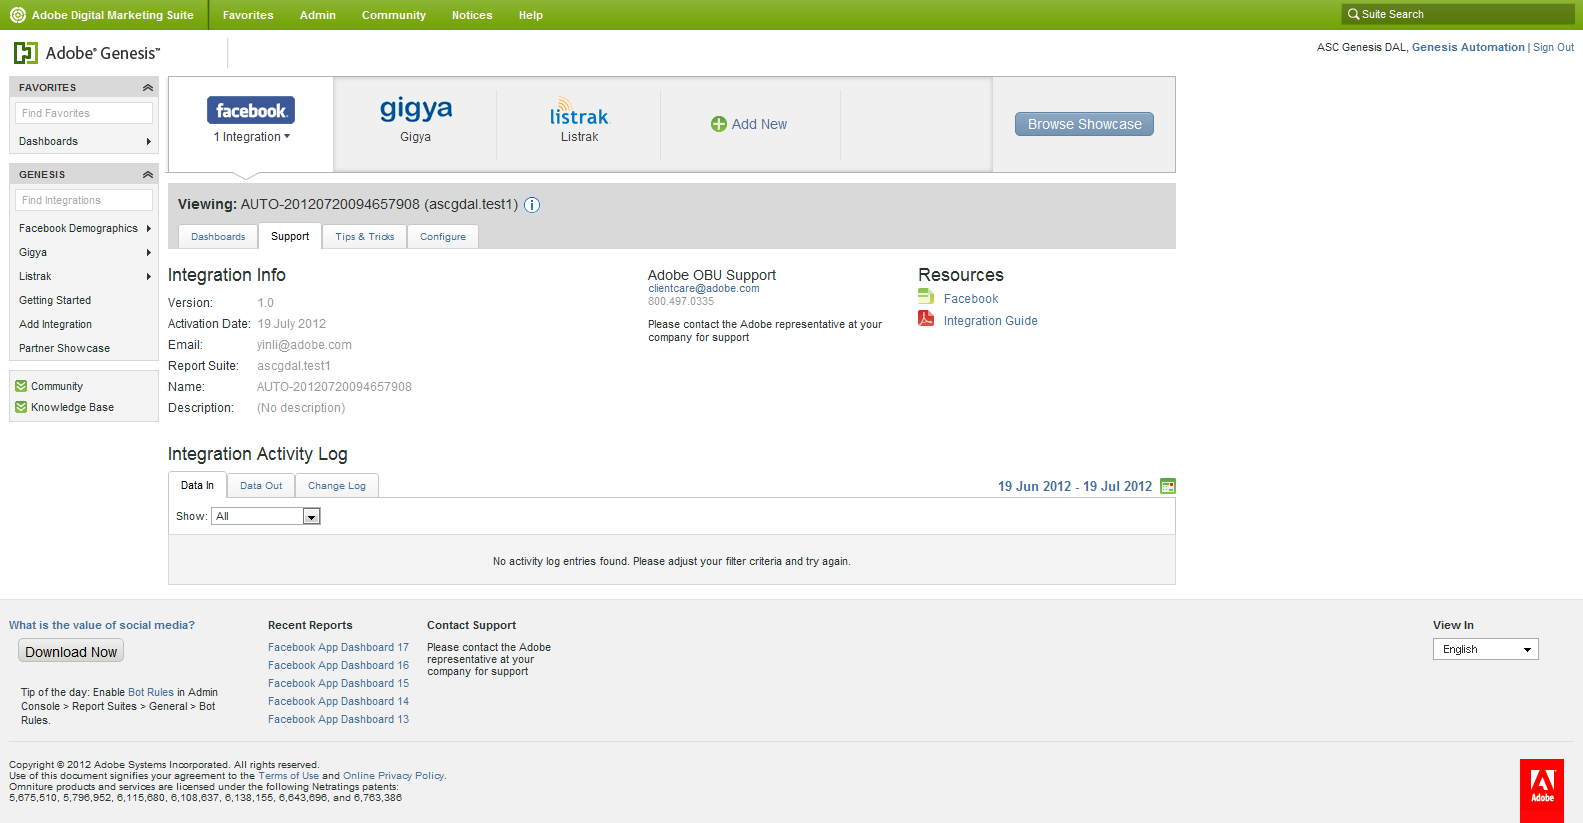 Adobe Digital Marketing Suite
Favorites
Admin
Community
Notices
Help
Suite Search
Adobe® Genesis™
ASC Genesis DAL, Genesis Automation | Sign Out
FAVORITES
Find Favorites
Dashboards
GENESIS
Find Integrations
Facebook Demographics
Gigya
Listrak
Getting Started
Add Integration
Partner Showcase
Community
Knowledge Base
facebook.
1 Integration
gigya
Gigya
listrak
Listrak
Add New
Browse Showcase
Viewing: AUTO-20120720094657908 (ascgdal.test1)
Dashboards
Support
Tips & Tricks
Configure
Integration Info
Version: 1.0
Activation Date: 19 July 2012
Email: yinli@adobe.com
Report Suite: ascgdal.test1
Name: AUTO-20120720094657908
Description: (No description)
Adobe OBU Support
clientcare@adobe.com
800.497.0335
Please contact the Adobe representative at your
company for support
Resources
Facebook
Integration Guide
Integration Activity Log
Data In
Data Out
Change Log
19 Jun 2012 - 19 Jul 2012
Show: All
No activity log entries found. Please adjust your filter criteria and try again.
What is the value of social media?
Download Now
Tip of the day: Enable Bot Rules in Admin
Console > Report Suites > General > Bot
Rules.
Recent Reports
Facebook App Dashboard 17
Facebook App Dashboard 16
Facebook App Dashboard 15
Facebook App Dashboard 14
Facebook App Dashboard 13
Contact Support
Please contact the Adobe
representative at your
company for support
View In
English
Copyright © 2012 Adobe Systems Incorporated. All rights reserved.
Use of this document signifies your agreement to the Terms of Use and Online Privacy Policy.
Omniture products and services are licensed under the following Netratings patents:
5,675,510, 5,796,952, 6,115,680, 6,108,637, 6,138,155, 6,643,696, and 6,763,386
Adobe